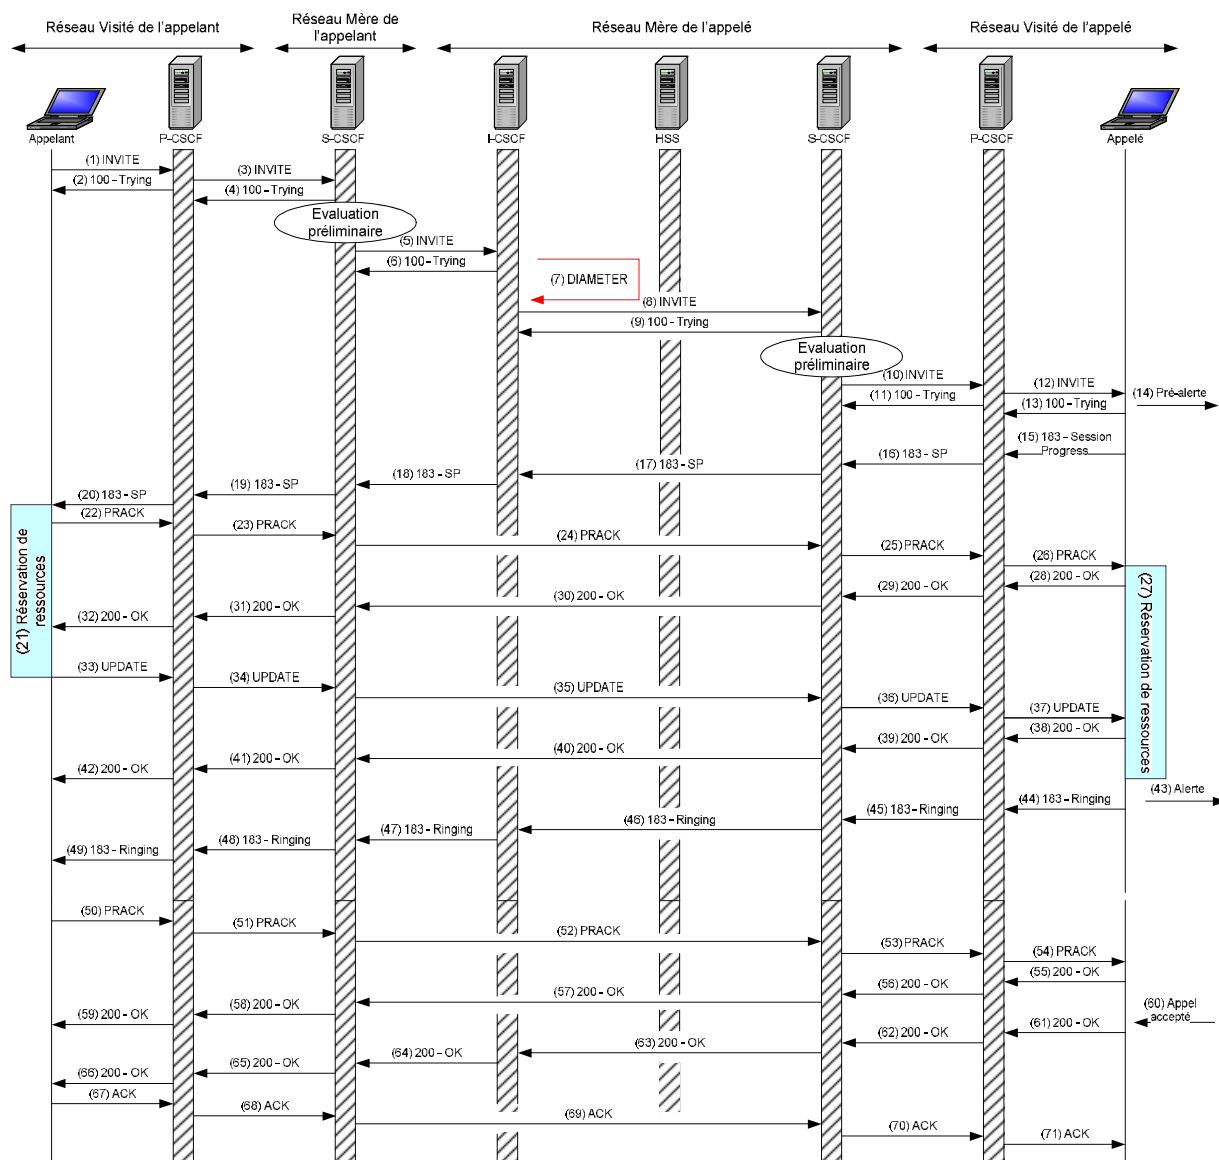 Réseau Visité de l'appelant
Réseau Mère de
l'appelant
Réseau Mère de l'appelé
Réseau Visité de l'appelé
Appelant
P-CSCF
S-CSCF
I-CSCF
HSS
S-CSCF
P-CSCF
Appelé
(1) INVITE
(2) 100 - Trying
(3) INVITE
(4) 100 - Trying
Evaluation
préliminaire
(5) INVITE
(6) 100 - Trying
(7) DIAMETER
(8) INVITE
(9) 100 - Trying
Evaluation
préliminaire
(10) INVITE
(11) 100 - Trying
(12) INVITE
(13) 100 - Trying
(14) Pré-alerte
(15) 183 - Session
Progress
(16) 183 - SP
(17) 183 - SP
(18) 183 - SP
(19) 183 - SP
(20) 183 - SP
(21) Réservation de
ressources
(22) PRACK
(23) PRACK
(24) PRACK
(25) PRACK
(26) PRACK
(27) Réservation de ressources
(28) 200 - OK
(29) 200 - OK
(30) 200 - OK
(31) 200 - OK
(32) 200 - OK
(33) UPDATE
(34) UPDATE
(35) UPDATE
(36) UPDATE
(37) UPDATE
(38) 200 - OK
(39) 200 - OK
(40) 200 - OK
(41) 200 - OK
(42) 200 - OK
(43) Alerte
(44) 183 - Ringing
(45) 183 - Ringing
(46) 183 - Ringing
(47) 183 - Ringing
(48) 183 - Ringing
(49) 183 - Ringing
(50) PRACK
(51) PRACK
(52) PRACK
(53) PRACK
(54) PRACK
(55) 200 - OK
(56) 200 - OK
(57) 200 - OK
(58) 200 - OK
(59) 200 - OK
(60) Appel
accepté
(61) 200 - OK
(62) 200 - OK
(63) 200 - OK
(64) 200 - OK
(65) 200 - OK
(66) 200 - OK
(67) ACK
(68) ACK
(69) ACK
(70) ACK
(71) ACK